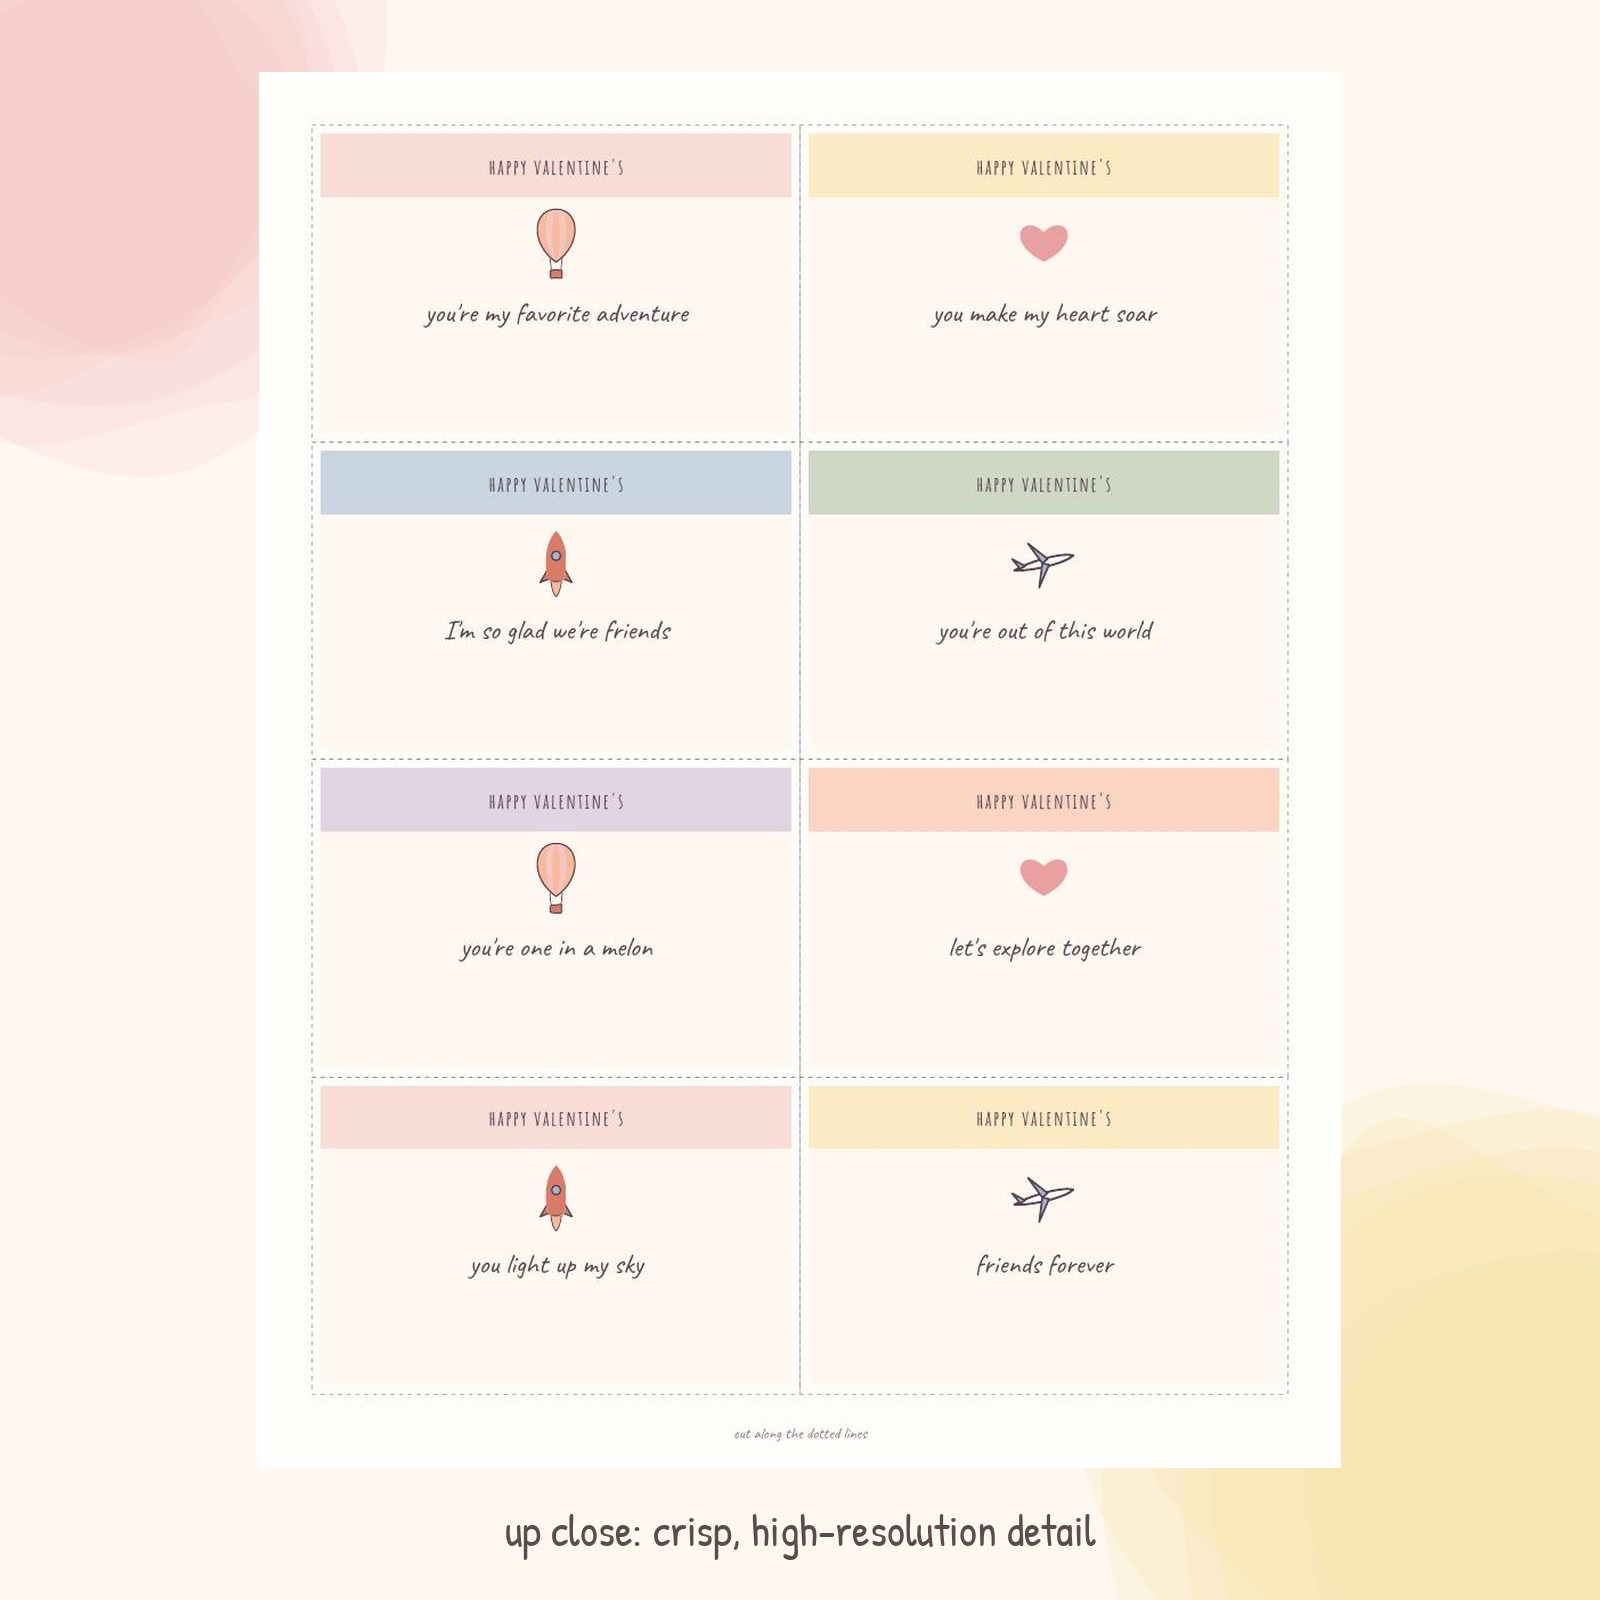 HAPPY VALENTINE'S
you're my favorite adventure
HAPPY VALENTINE'S
you make my heart soar
HAPPY VALENTINE'S
I'm so glad we're friends
HAPPY VALENTINE'S
you're out of this world
HAPPY VALENTINE'S
you're one in a melon
HAPPY VALENTINE'S
let's explore together
HAPPY VALENTINE'S
you light up my sky
HAPPY VALENTINE'S
friends forever
cut along the dotted lines
up close: crisp, high-resolution detail